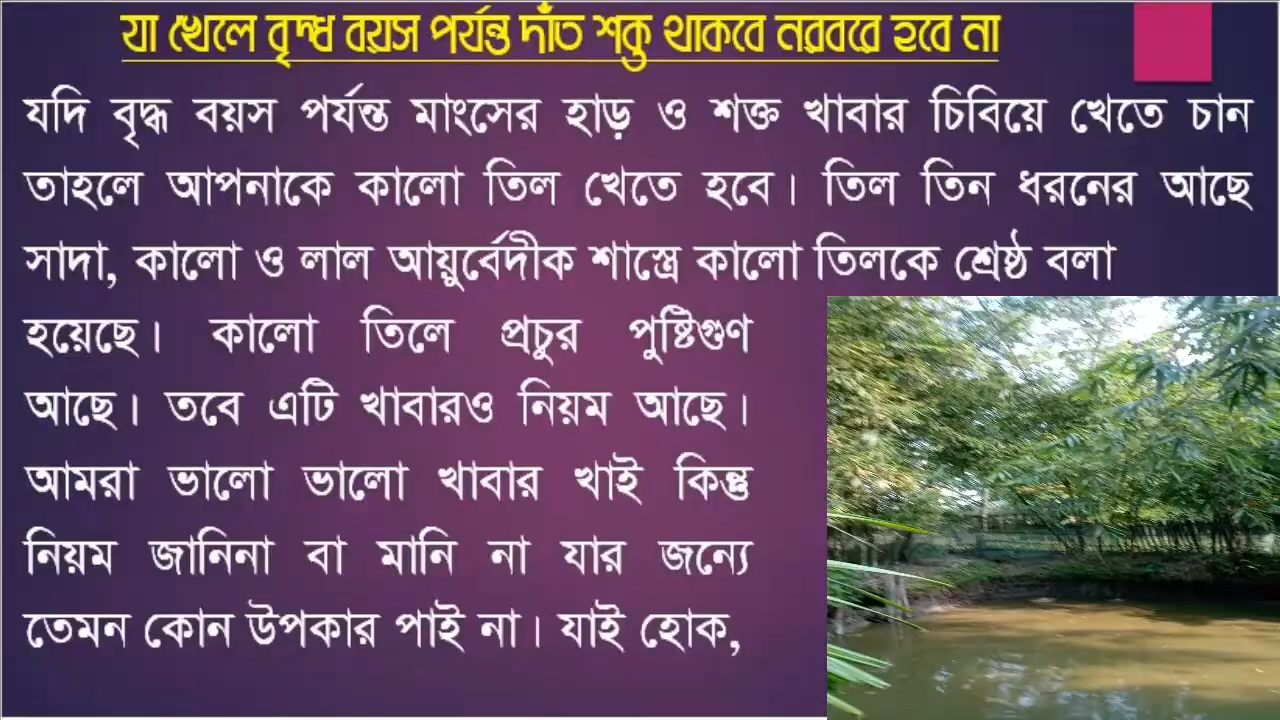 যা খেলে বৃদ্ধ বয়স পর্যন্ত দাঁত শক্ত থাকবে নরবরে হবে না
যদি বৃদ্ধ বয়স পর্যন্ত মাংসের হাড় ও শক্ত খাবার চিবিয়ে খেতে চান
তাহলে আপনাকে কালো তিল খেতে হবে। তিল তিন ধরনের আছে
সাদা, কালো ও লাল আয়ুর্বেদীক শাস্ত্রে কালো তিলকে শ্রেষ্ঠ বলা
হয়েছে। কালো তিলে প্রচুর পুষ্টিগুণ
আছে। তবে এটি খাবারও নিয়ম আছে।
আমরা ভালো ভালো খাবার খাই কিন্তু
নিয়ম জানিনা বা মানি না যার জন্যে
তেমন কোন উপকার পাই না। যাই হোক,